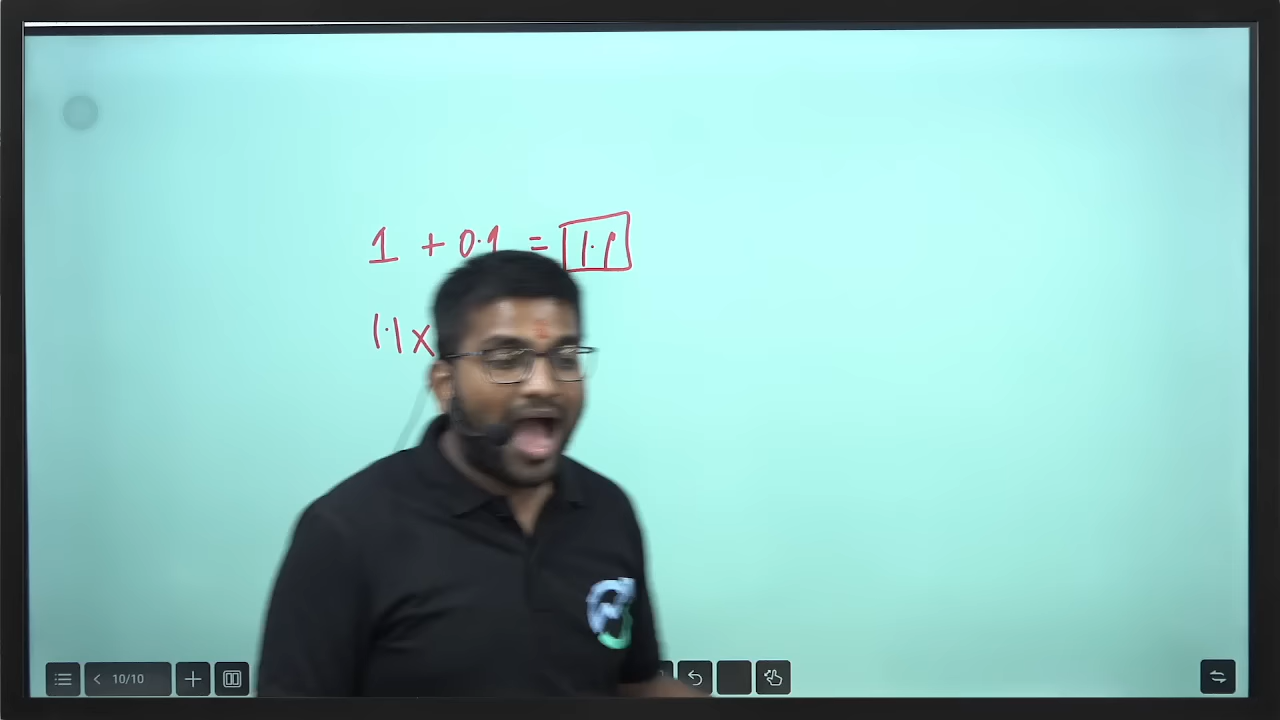 1 + 0.1 = 1.1
1.1 x
10/10